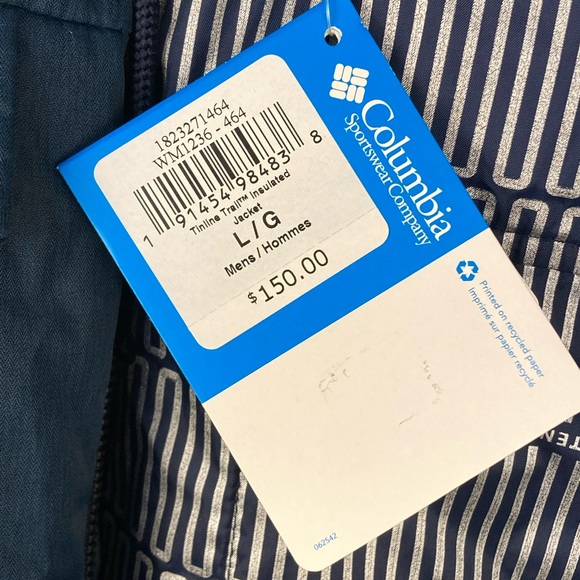 1823271464
WM1236 - 464
1 91454 98483 8
Tinline Trail™ Insulated
Jacket
L / G
Mens / Hommes
$150.00
Columbia
Sportswear Company
Printed on recycled paper
Imprimé sur papier recyclé
062542
TEN